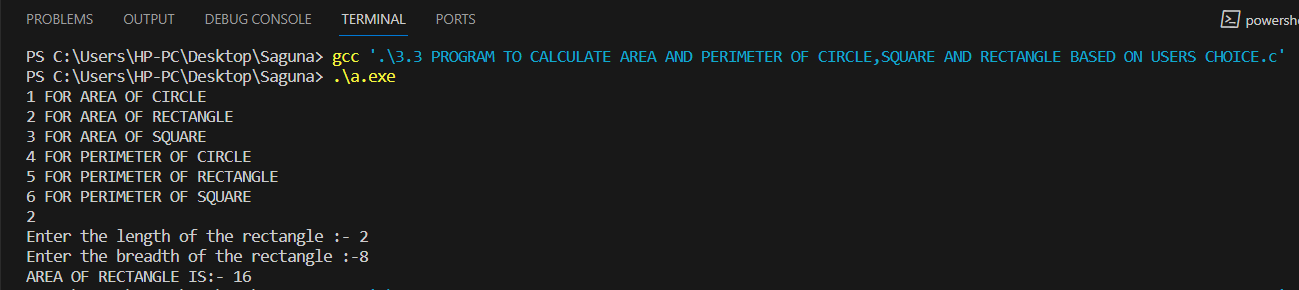 PROBLEMS OUTPUT DEBUG CONSOLE TERMINAL PORTS powershe
PS C:\Users\HP-PC\Desktop\Saguna> gcc '.\3.3 PROGRAM TO CALCULATE AREA AND PERIMETER OF CIRCLE,SQUARE AND RECTANGLE BASED ON USERS CHOICE.c'
PS C:\Users\HP-PC\Desktop\Saguna> .\a.exe
1 FOR AREA OF CIRCLE
2 FOR AREA OF RECTANGLE
3 FOR AREA OF SQUARE
4 FOR PERIMETER OF CIRCLE
5 FOR PERIMETER OF RECTANGLE
6 FOR PERIMETER OF SQUARE
2
Enter the length of the rectangle :- 2
Enter the breadth of the rectangle :-8
AREA OF RECTANGLE IS:- 16